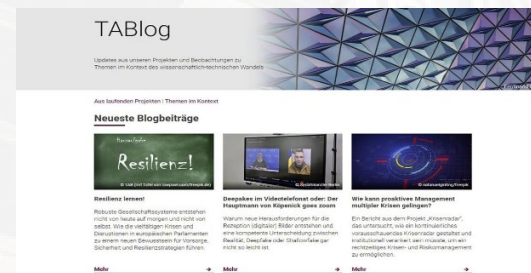 TABlog
Updates aus unseren Projekten und Beobachtungen zu
Themen im Kontext des wissenschaftlich-technischen Wandels
Aus laufenden Projekten | Themen im Kontext
Neueste Blogbeiträge
Resilienz!
Resilienz lernen!
Robuste Gesellschaftssysteme entstehen
nicht von heute auf morgen und nicht von
selbst. Wie die vielfältigen Krisen und
Disruptionen in europäischen Parlamenten
zu einem neuen Bewusstsein für Vorsorge,
Sicherheit und Resilienzstrategien führen.
Mehr →
Deepakes im Videotelefonat oder: Der
Hauptmann von Köpenick goes zoom
Warum neue Herausforderungen für die
Rezeption (digitaler) Bilder entstehen und
eine kompetente Unterscheidung zwischen
Realität, Deepfake oder Shallowfake gar
nicht so leicht ist.
Mehr →
Wie kann proaktives Management
multipler Krisen gelingen?
Ein Bericht aus dem Projekt „Krisenradar“,
das untersucht, wie ein kontinuierliches
vorausschauendes Krisenradar gestaltet und
institutionell verankert sein müsste, um ein
rechtzeitiges Krisen- und Risikomanagement
zu ermöglichen.
Mehr →